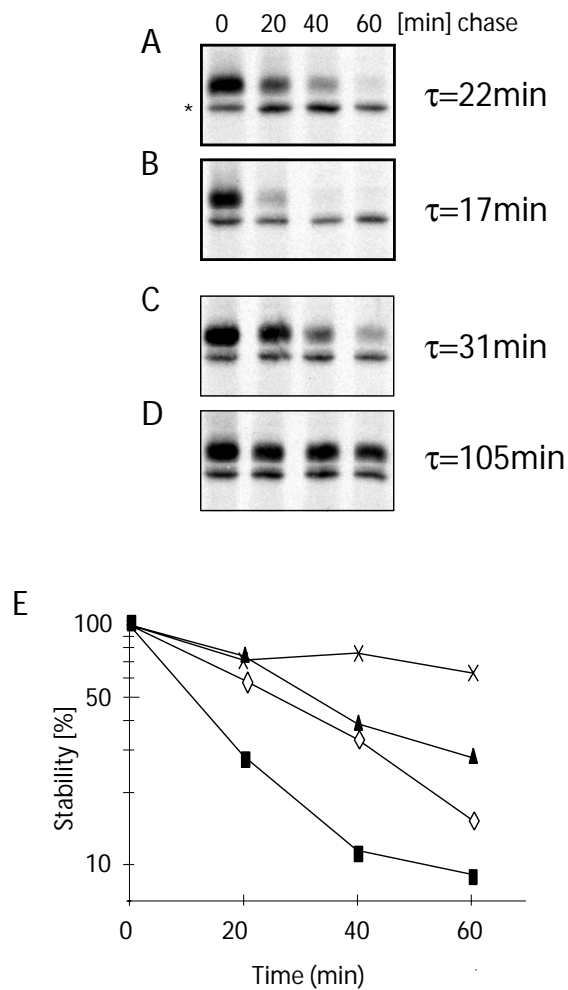 0 20 40 60 [min] chase
A
* τ=22min
B
τ=17min
C
τ=31min
D
τ=105min
E
100
50
10
Stability [%]
0 20 40 60
Time (min)